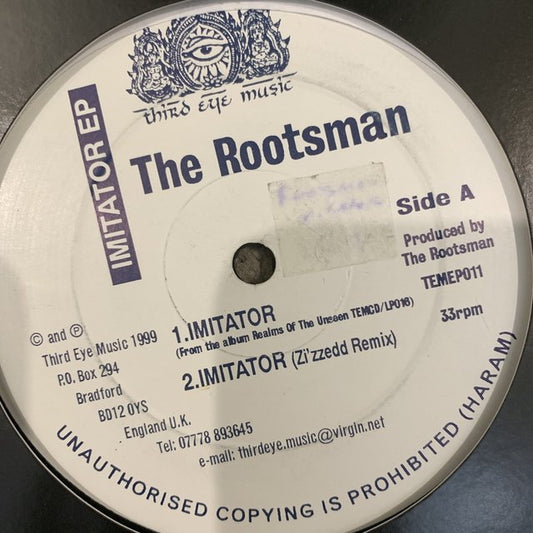 third eye music
IMITATOR EP
The Rootsman
Side A
Produced by
The Rootsman
TEMEP011
33rpm
1.IMITATOR
(From the album Realms Of The Unseen TEMCD/LP016)
2.IMITATOR (Zi'zzedd Remix)
© and ℗
Third Eye Music 1999
P.O. Box 294
Bradford
BD12 0YS
England U.K.
Tel: 07778 893645
e-mail: thirdeye.music@virgin.net
UNAUTHORISED COPYING IS PROHIBITED (HARAM)